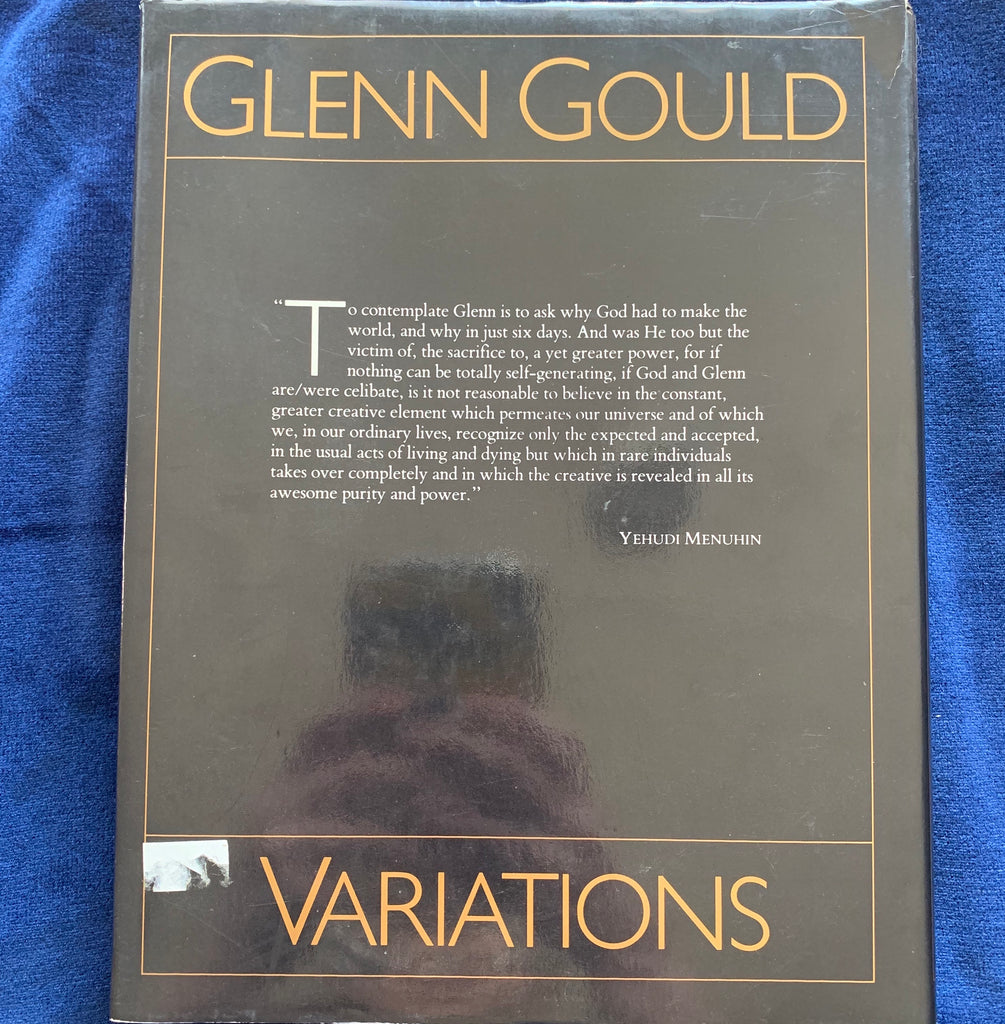 GLENN GOULD
“To contemplate Glenn is to ask why God had to make the
world, and why in just six days. And was He too but the
victim of, the sacrifice to, a yet greater power, for if
nothing can be totally self-generating, if God and Glenn
are/were celibate, is it not reasonable to believe in the constant,
greater creative element which permeates our universe and of which
we, in our ordinary lives, recognize only the expected and accepted,
in the usual acts of living and dying but which in rare individuals
takes over completely and in which the creative is revealed in all its
awesome purity and power.”
YEHUDI MENUHIN
VARIATIONS